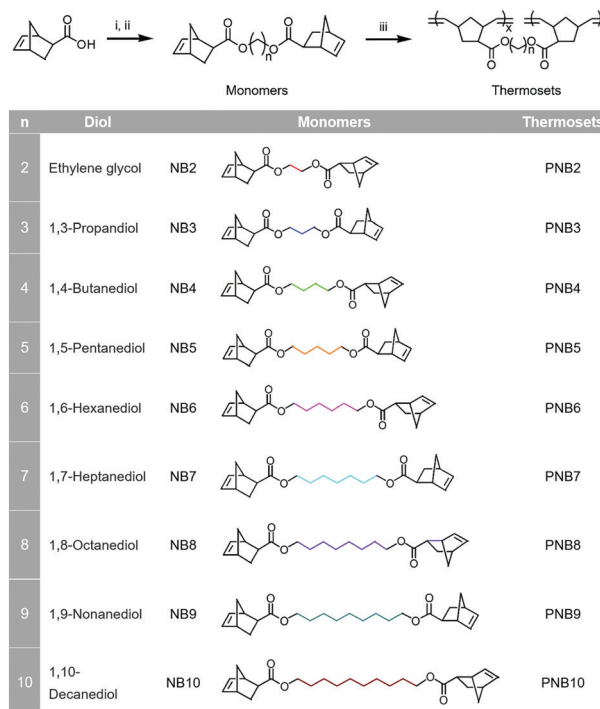 O
OH
i, ii
O
O
n
O
O
iii
x
O
O
n
O
O
Monomers
Thermosets
n Diol Monomers Thermosets
2 Ethylene glycol NB2 O O O O PNB2
3 1,3-Propandiol NB3 O O O O PNB3
4 1,4-Butanediol NB4 O O O O PNB4
5 1,5-Pentanediol NB5 O O O O PNB5
6 1,6-Hexanediol NB6 O O O O PNB6
7 1,7-Heptanediol NB7 O O O O PNB7
8 1,8-Octanediol NB8 O O O O PNB8
9 1,9-Nonanediol NB9 O O O O PNB9
10 1,10-
Decanediol NB10 O O O O PNB10